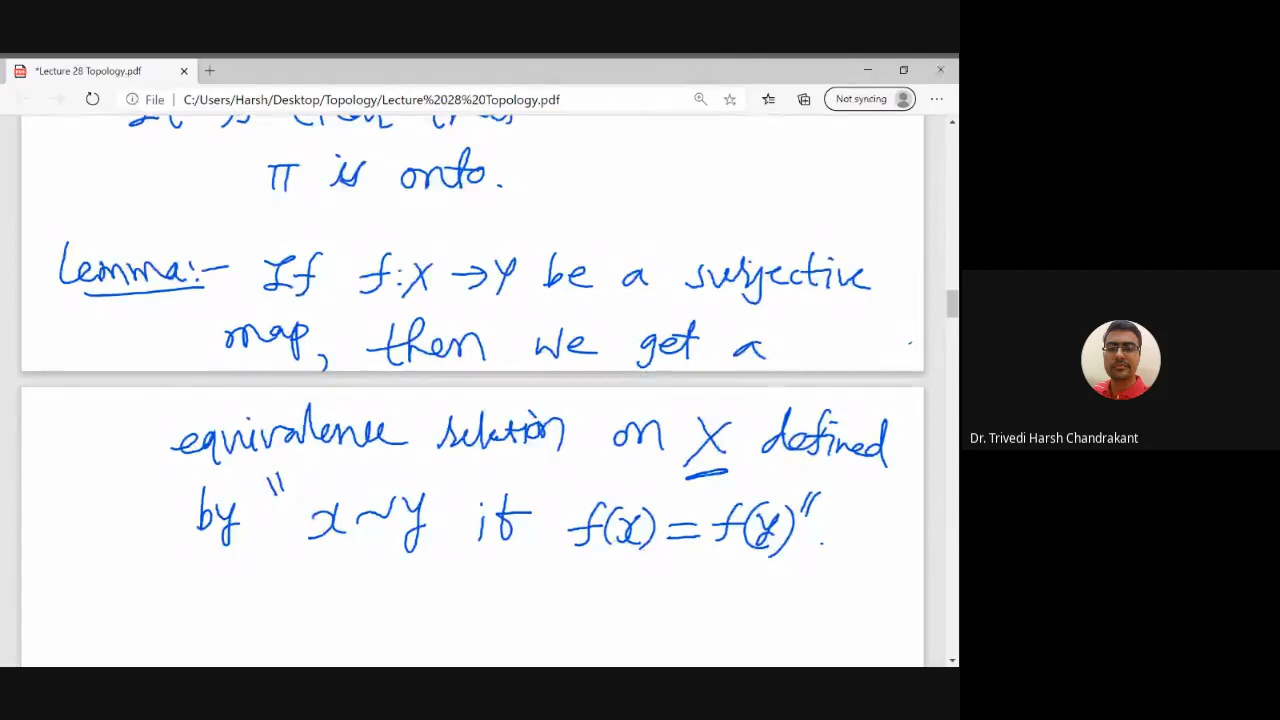 *Lecture 28 Topology.pdf
File | C:/Users/Harsh/Desktop/Topology/Lecture%2028%20Topology.pdf
Not syncing
π is onto.
Lemma:- If f:X→Y be a surjective
map, then we get a
equivalence relation on X defined
by "x~y if f(x)=f(y)".
Dr. Trivedi Harsh Chandrakant